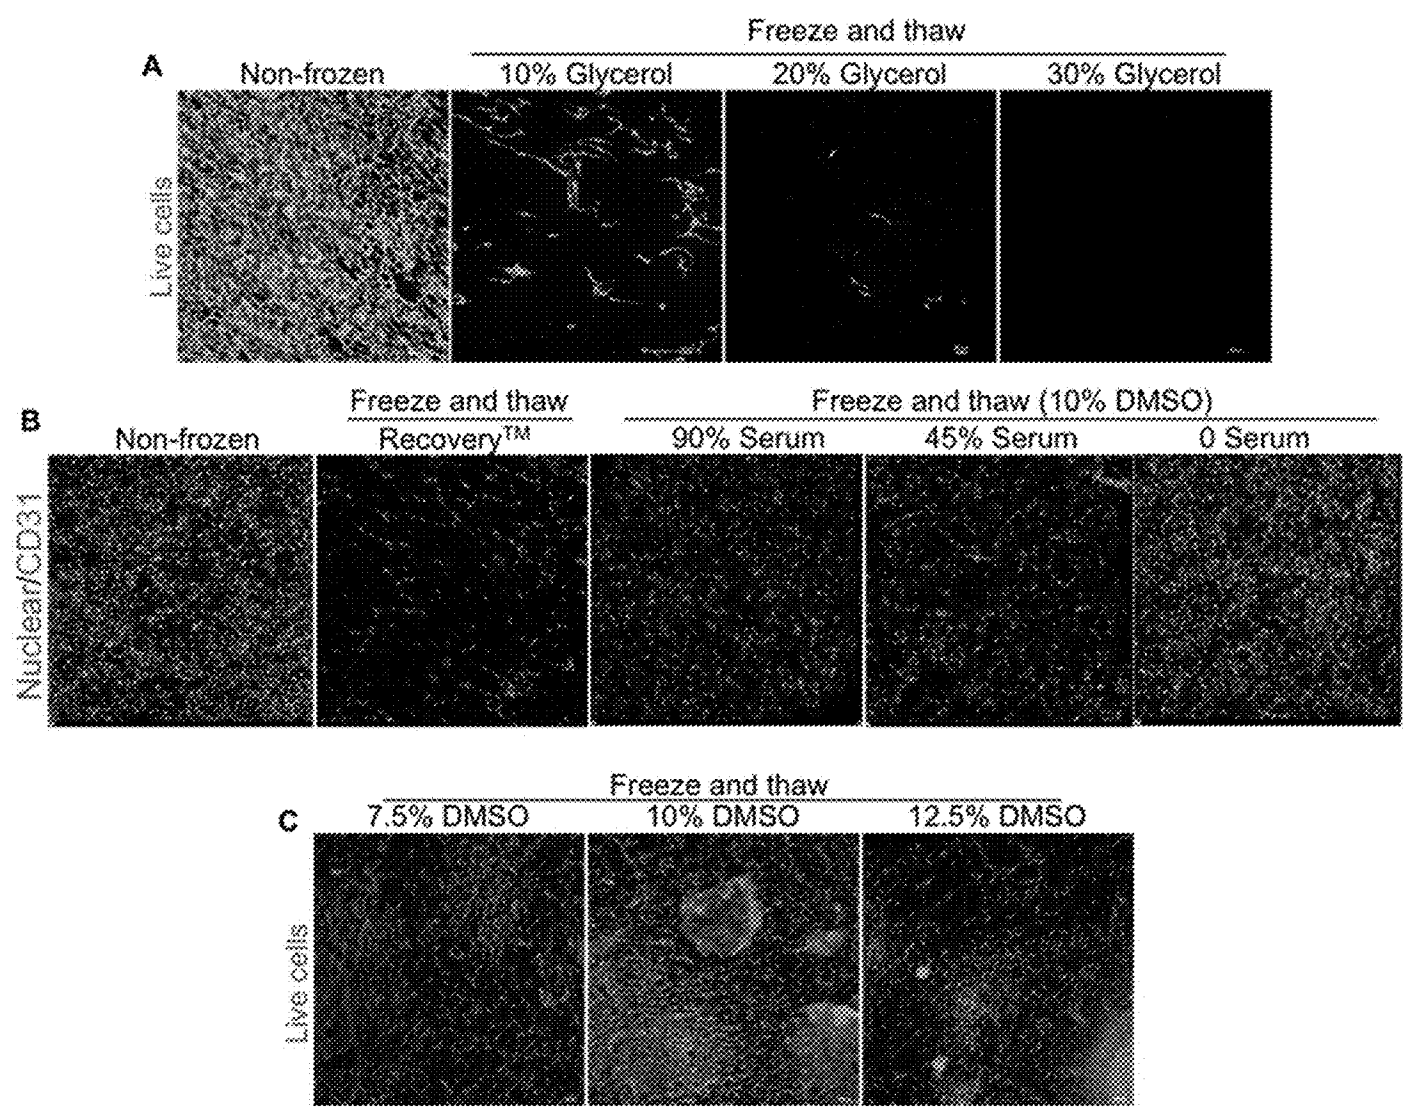 Freeze and thaw
A
Non-frozen 10% Glycerol 20% Glycerol 30% Glycerol
Live cells
Freeze and thaw Freeze and thaw (10% DMSO)
B
Non-frozen Recovery™ 90% Serum 45% Serum 0 Serum
Nuclear/CD31
Freeze and thaw
C
7.5% DMSO 10% DMSO 12.5% DMSO
Live cells